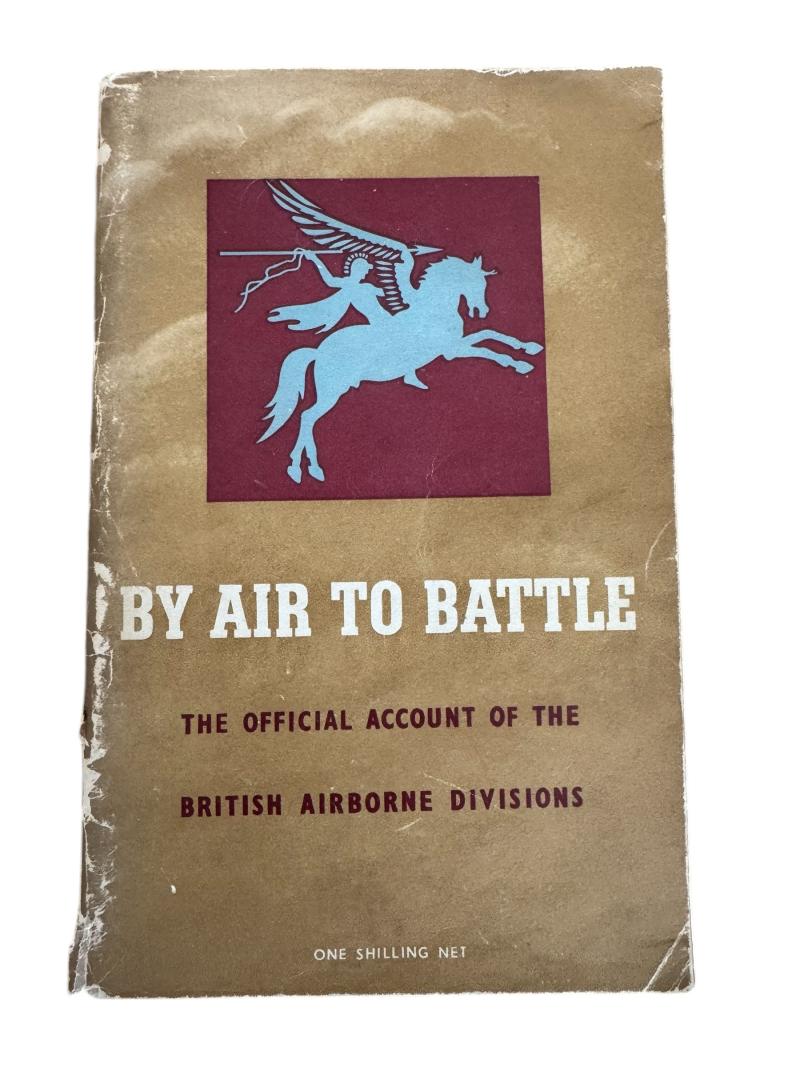 BY AIR TO BATTLE
THE OFFICIAL ACCOUNT OF THE
BRITISH AIRBORNE DIVISIONS
ONE SHILLING NET